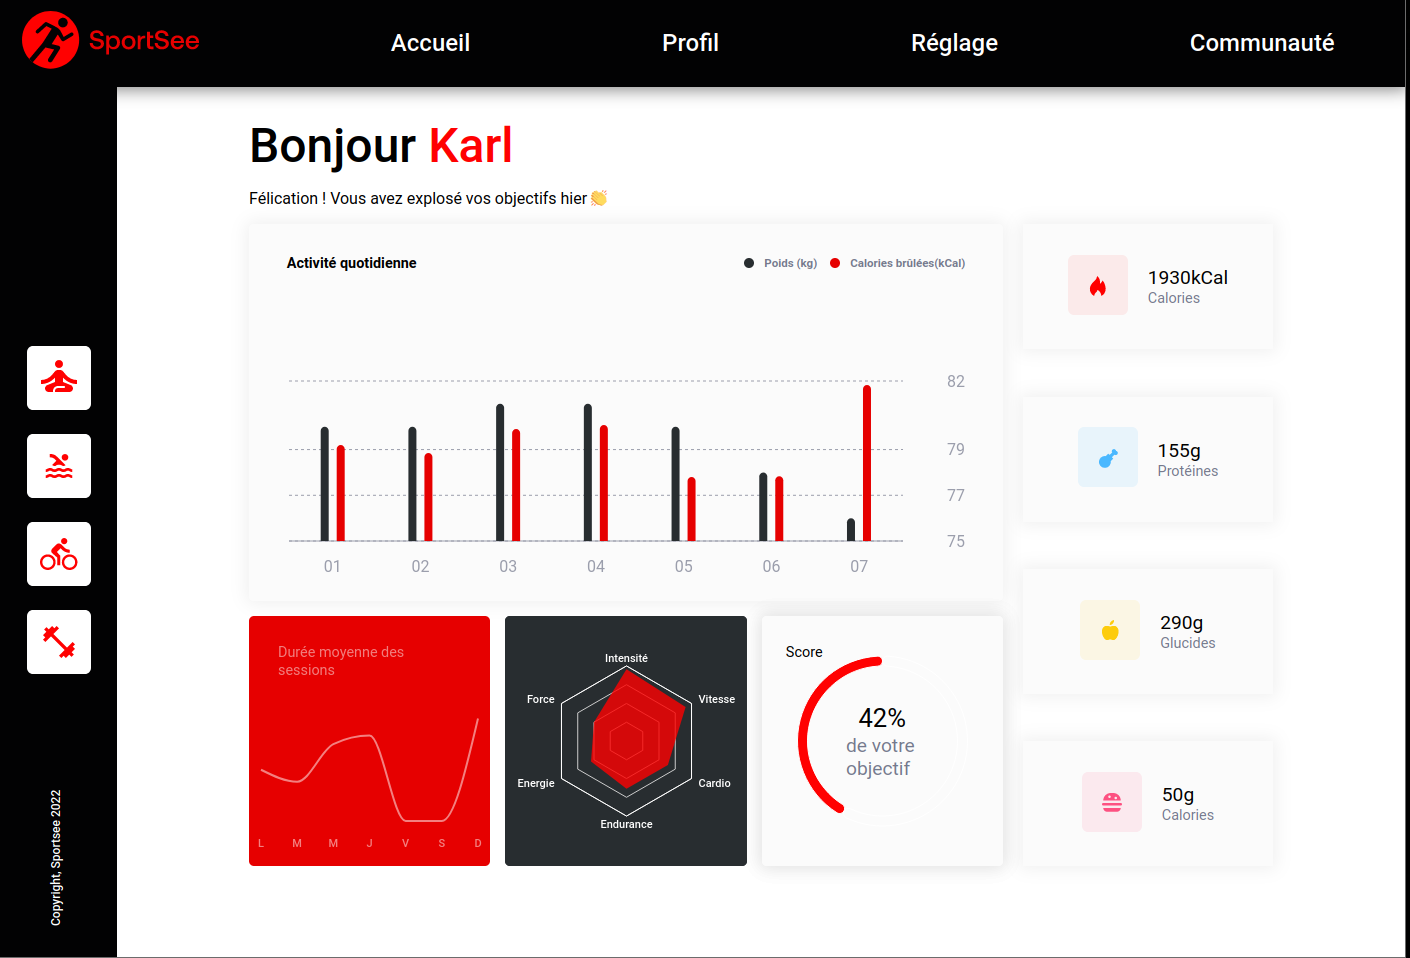 SportSee
Accueil
Profil
Réglage
Communauté
Bonjour Karl
Félication ! Vous avez explosé vos objectifs hier 👏
Activité quotidienne
Poids (kg)
Calories brûlées(kCal)
82
79
77
75
01
02
03
04
05
06
07
1930kCal
Calories
155g
Protéines
290g
Glucides
50g
Calories
Durée moyenne des
sessions
L
M
M
J
V
S
D
Intensité
Vitesse
Cardio
Endurance
Energie
Force
Score
42%
de votre
objectif
Copyright, Sportsee 2022